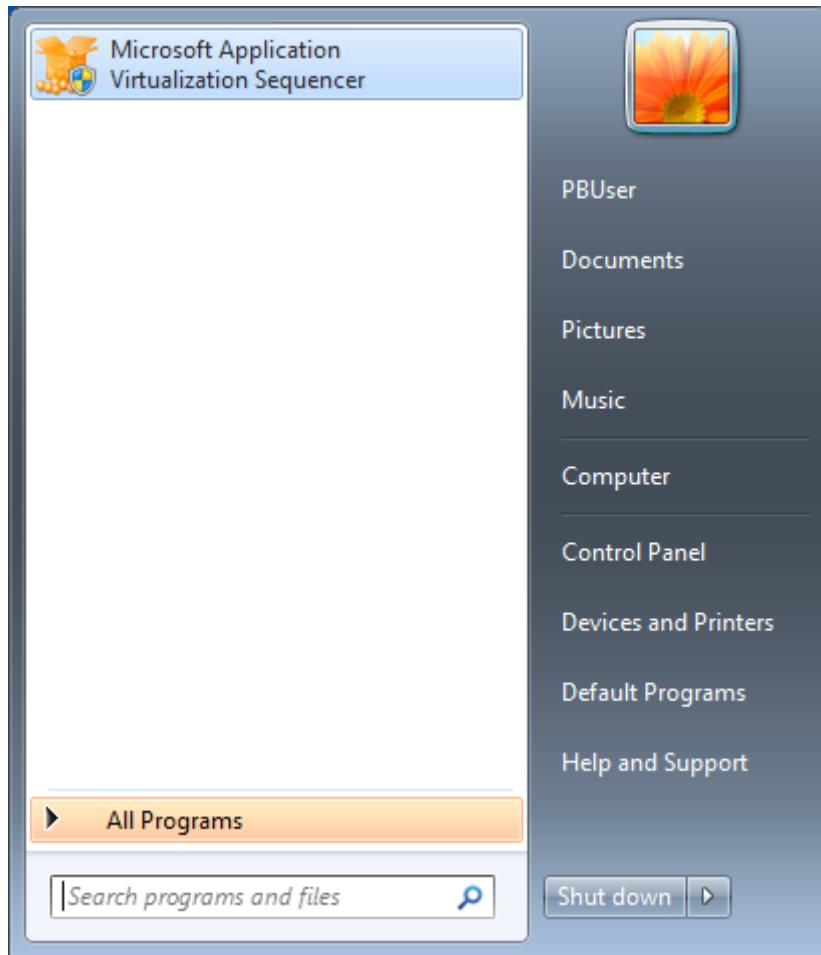 Microsoft Application
Virtualization Sequencer
All Programs
Search programs and files
PBUser
Documents
Pictures
Music
Computer
Control Panel
Devices and Printers
Default Programs
Help and Support
Shut down